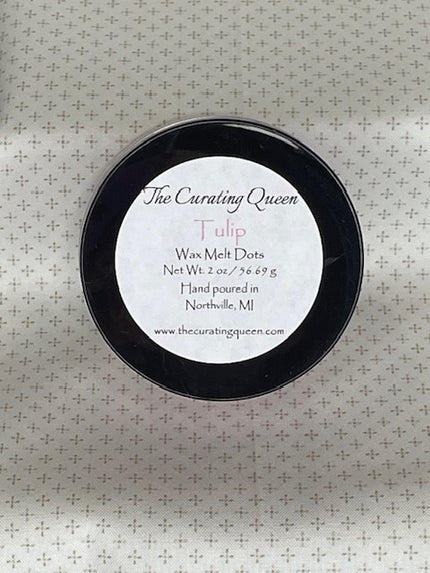 The Curating Queen
Tulip
Wax Melt Dots
Net Wt. 2 oz / 56.69 g
Hand poured in
Northville, MI
www.thecuratingqueen.com